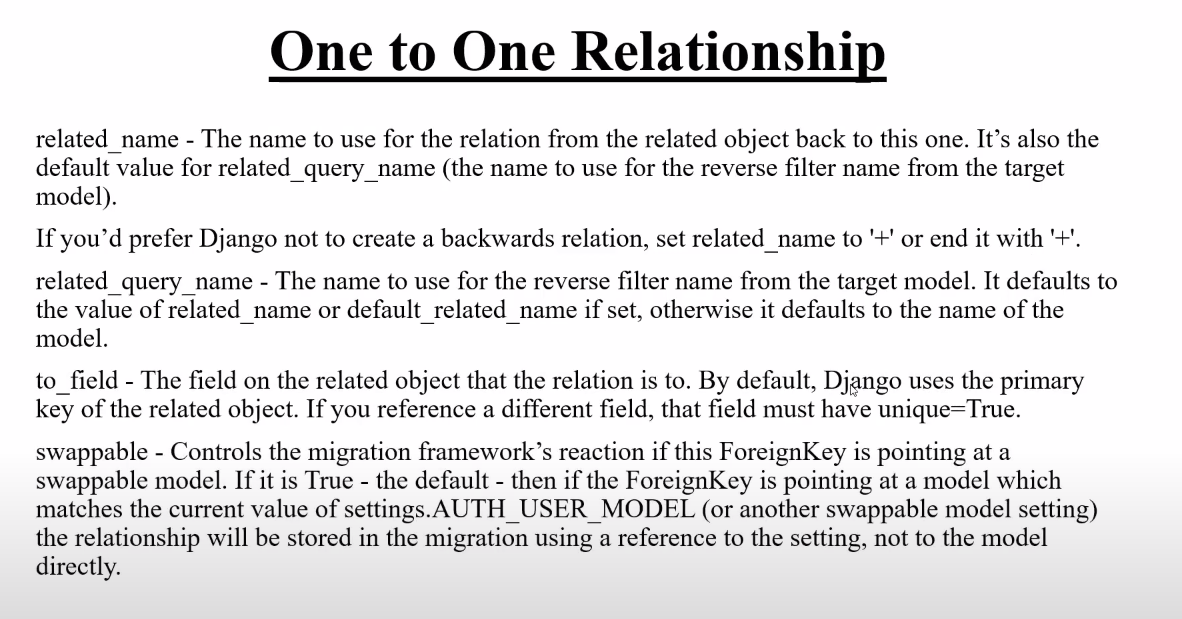 One to One Relationship
related_name - The name to use for the relation from the related object back to this one. It’s also the
default value for related_query_name (the name to use for the reverse filter name from the target
model).
If you’d prefer Django not to create a backwards relation, set related_name to '+' or end it with '+'.
related_query_name - The name to use for the reverse filter name from the target model. It defaults to
the value of related_name or default_related_name if set, otherwise it defaults to the name of the
model.
to_field - The field on the related object that the relation is to. By default, Django uses the primary
key of the related object. If you reference a different field, that field must have unique=True.
swappable - Controls the migration framework’s reaction if this ForeignKey is pointing at a
swappable model. If it is True - the default - then if the ForeignKey is pointing at a model which
matches the current value of settings.AUTH_USER_MODEL (or another swappable model setting)
the relationship will be stored in the migration using a reference to the setting, not to the model
directly.